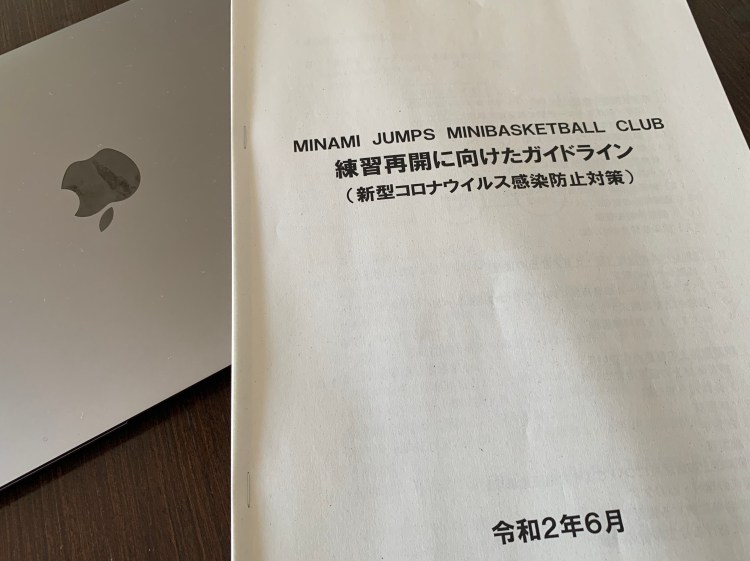 MINAMI JUMPS MINIBASKETBALL CLUB
練習再開に向けたガイドライン
（新型コロナウイルス感染防止対策）
令和2年6月